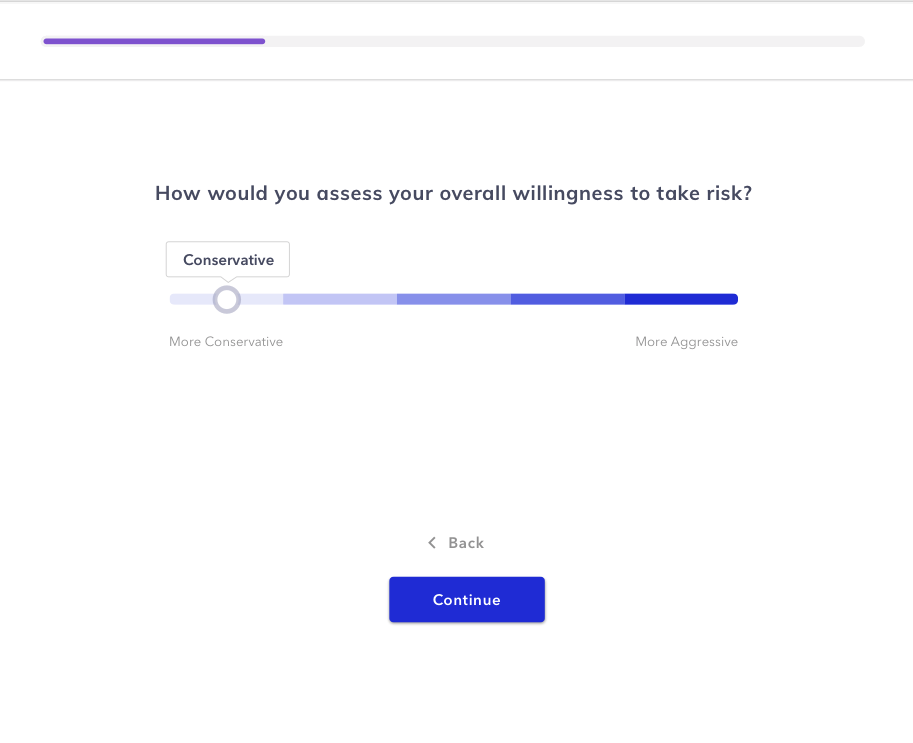 How would you assess your overall willingness to take risk?
Conservative
More Conservative
More Aggressive
Back
Continue